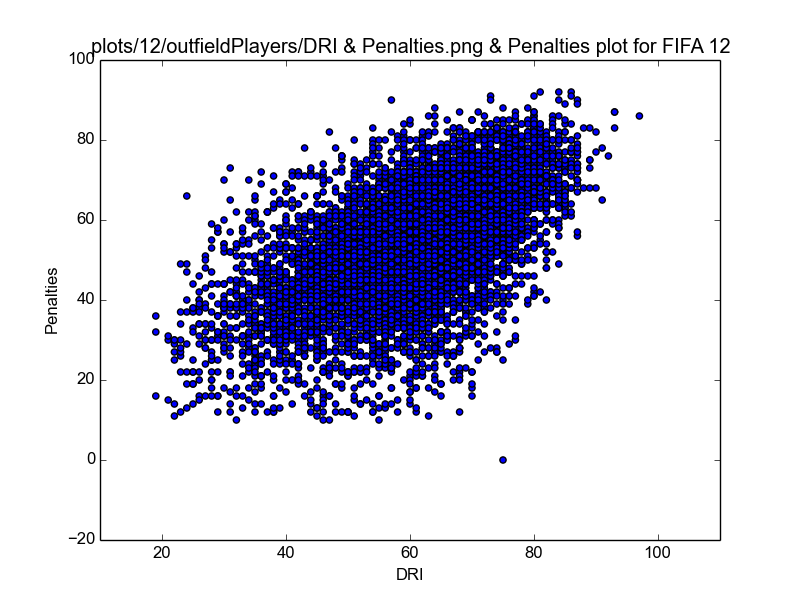 plots/12/outfieldPlayers/DRI & Penalties.png & Penalties plot for FIFA 12
100
80
60
40
20
0
−20
Penalties
20 40 60 80 100
DRI